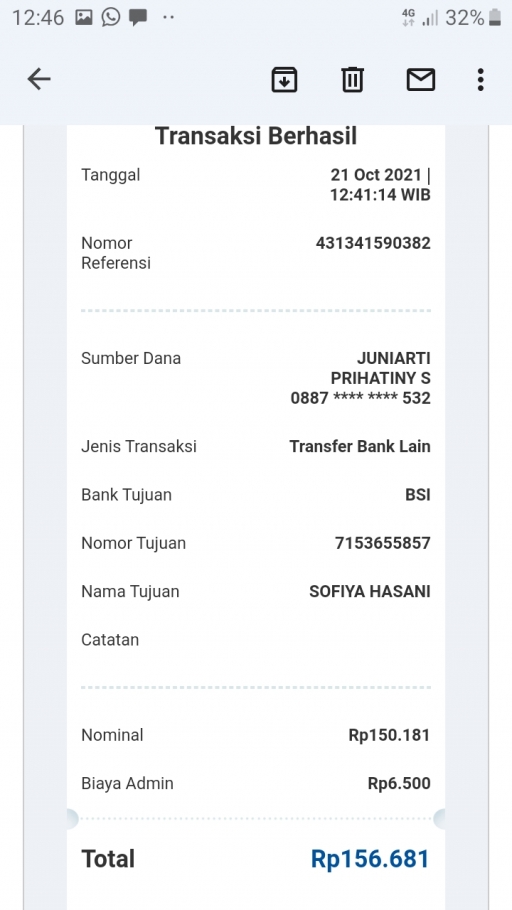 12:46 4G 32%
Transaksi Berhasil
Tanggal 21 Oct 2021 |
12:41:14 WIB
Nomor 431341590382
Referensi
Sumber Dana JUNIARTI
PRIHATINY S
0887 **** **** 532
Jenis Transaksi Transfer Bank Lain
Bank Tujuan BSI
Nomor Tujuan 7153655857
Nama Tujuan SOFIYA HASANI
Catatan
Nominal Rp150.181
Biaya Admin Rp6.500
Total Rp156.681